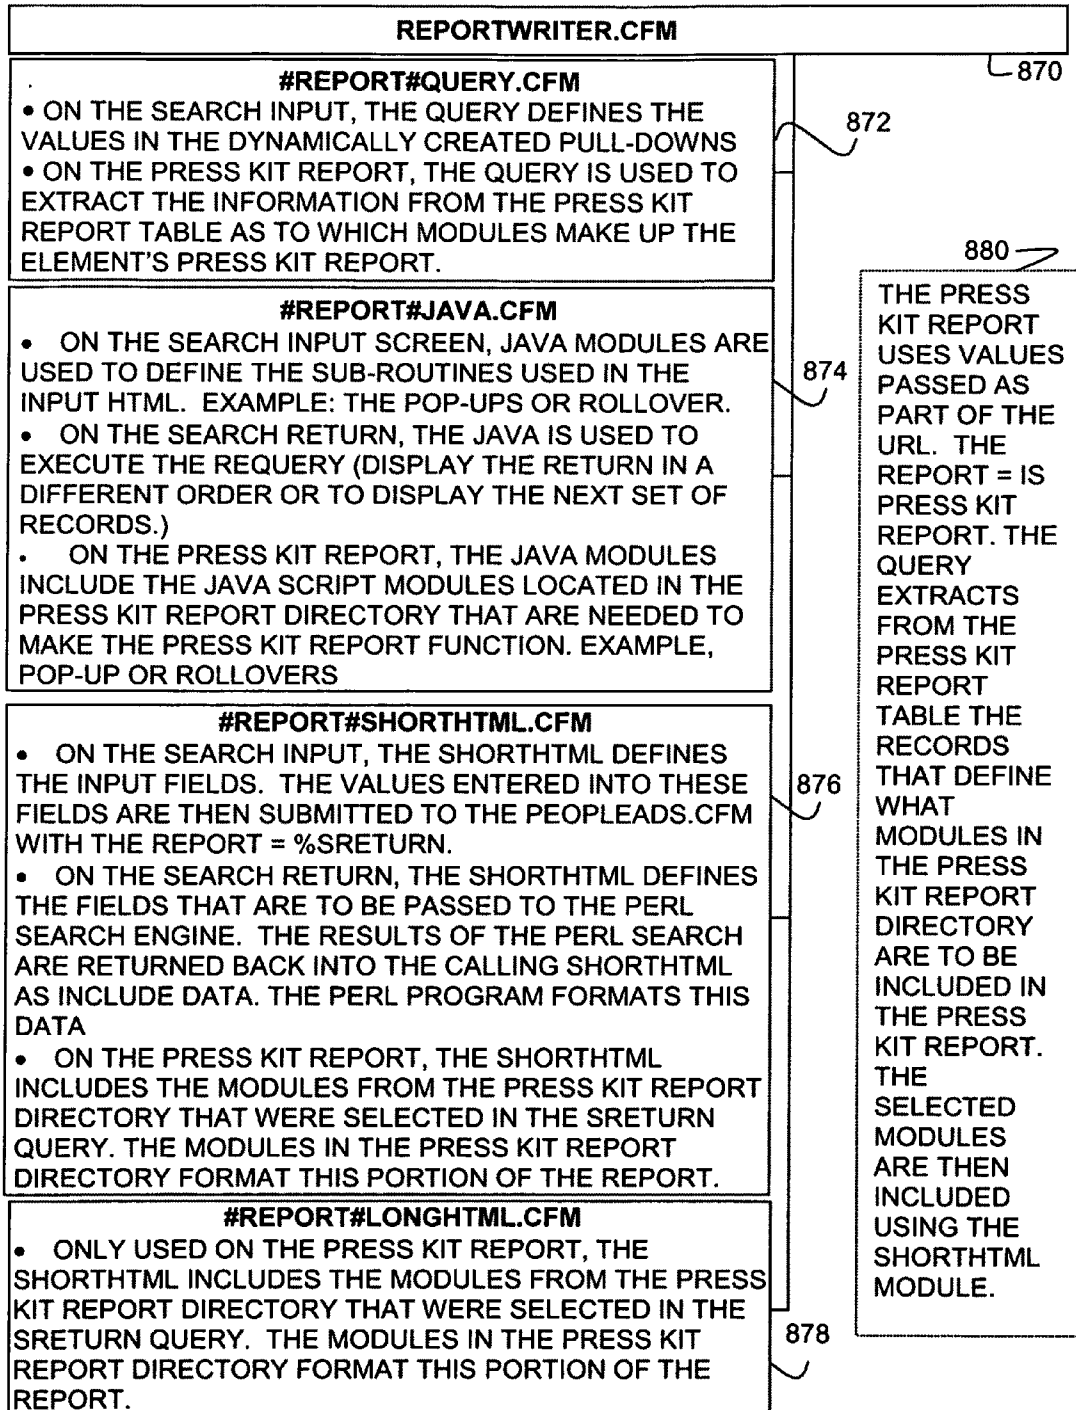 REPORTWRITER.CFM
870
#REPORT#QUERY.CFM
• ON THE SEARCH INPUT, THE QUERY DEFINES THE
VALUES IN THE DYNAMICALLY CREATED PULL-DOWNS
• ON THE PRESS KIT REPORT, THE QUERY IS USED TO
EXTRACT THE INFORMATION FROM THE PRESS KIT
REPORT TABLE AS TO WHICH MODULES MAKE UP THE
ELEMENT'S PRESS KIT REPORT.
872
#REPORT#JAVA.CFM
• ON THE SEARCH INPUT SCREEN, JAVA MODULES ARE
USED TO DEFINE THE SUB-ROUTINES USED IN THE
INPUT HTML. EXAMPLE: THE POP-UPS OR ROLLOVER.
• ON THE SEARCH RETURN, THE JAVA IS USED TO
EXECUTE THE REQUERY (DISPLAY THE RETURN IN A
DIFFERENT ORDER OR TO DISPLAY THE NEXT SET OF
RECORDS.)
. ON THE PRESS KIT REPORT, THE JAVA MODULES
INCLUDE THE JAVA SCRIPT MODULES LOCATED IN THE
PRESS KIT REPORT DIRECTORY THAT ARE NEEDED TO
MAKE THE PRESS KIT REPORT FUNCTION. EXAMPLE,
POP-UP OR ROLLOVERS
874
#REPORT#SHORTHTML.CFM
• ON THE SEARCH INPUT, THE SHORTHTML DEFINES
THE INPUT FIELDS. THE VALUES ENTERED INTO THESE
FIELDS ARE THEN SUBMITTED TO THE PEOPLEADS.CFM
WITH THE REPORT = %SRETURN.
• ON THE SEARCH RETURN, THE SHORTHTML DEFINES
THE FIELDS THAT ARE TO BE PASSED TO THE PERL
SEARCH ENGINE. THE RESULTS OF THE PERL SEARCH
ARE RETURNED BACK INTO THE CALLING SHORTHTML
AS INCLUDE DATA. THE PERL PROGRAM FORMATS THIS
DATA
• ON THE PRESS KIT REPORT, THE SHORTHTML
INCLUDES THE MODULES FROM THE PRESS KIT REPORT
DIRECTORY THAT WERE SELECTED IN THE SRETURN
QUERY. THE MODULES IN THE PRESS KIT REPORT
DIRECTORY FORMAT THIS PORTION OF THE REPORT.
876
#REPORT#LONGHTML.CFM
• ONLY USED ON THE PRESS KIT REPORT, THE
SHORTHTML INCLUDES THE MODULES FROM THE PRESS
KIT REPORT DIRECTORY THAT WERE SELECTED IN THE
SRETURN QUERY. THE MODULES IN THE PRESS KIT
REPORT DIRECTORY FORMAT THIS PORTION OF THE
REPORT.
878
880
THE PRESS
KIT REPORT
USES VALUES
PASSED AS
PART OF THE
URL. THE
REPORT = IS
PRESS KIT
REPORT. THE
QUERY
EXTRACTS
FROM THE
PRESS KIT
REPORT
TABLE THE
RECORDS
THAT DEFINE
WHAT
MODULES IN
THE PRESS
KIT REPORT
DIRECTORY
ARE TO BE
INCLUDED IN
THE PRESS
KIT REPORT.
THE
SELECTED
MODULES
ARE THEN
INCLUDED
USING THE
SHORTHTML
MODULE.